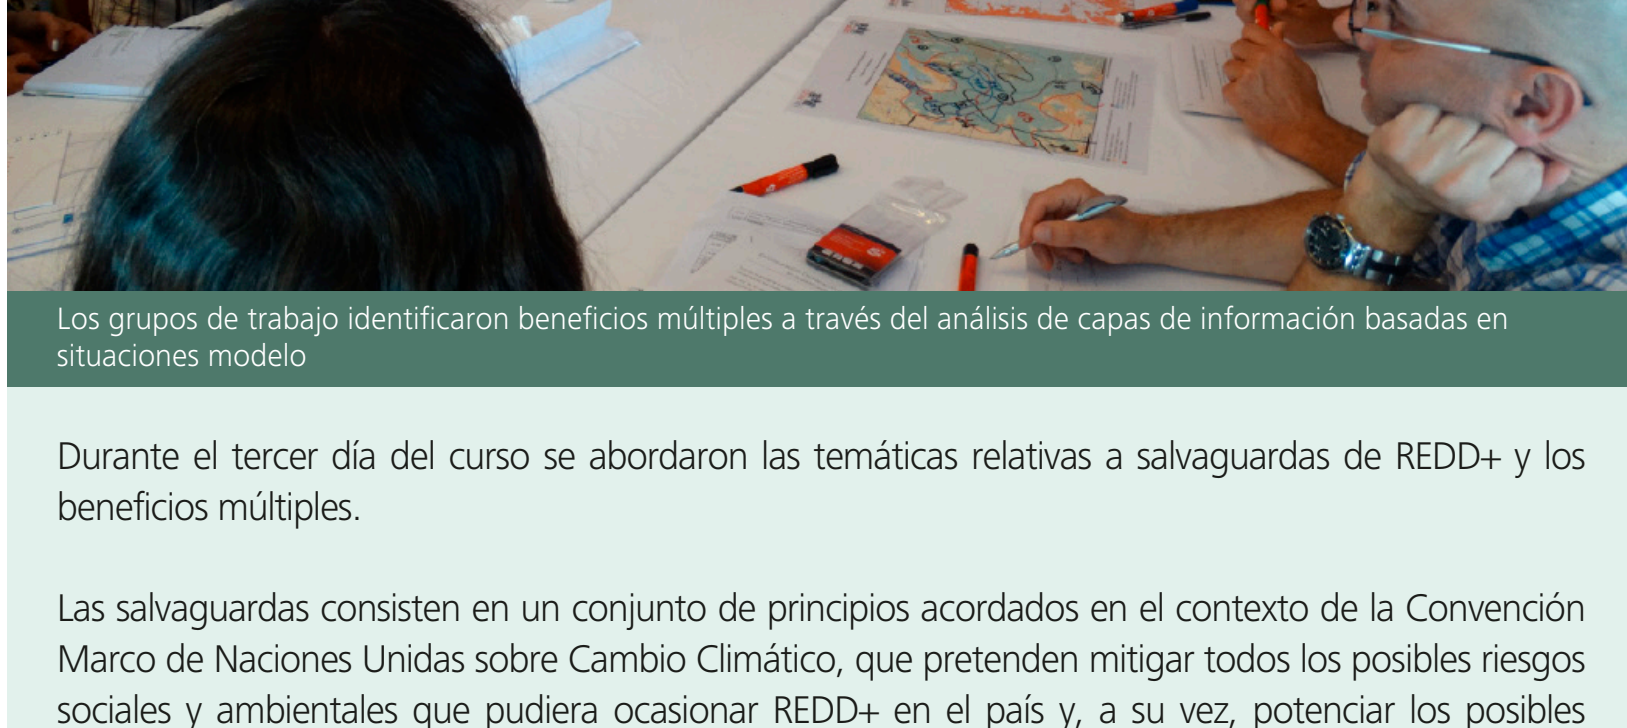 Los grupos de trabajo identificaron beneficios múltiples a través del análisis de capas de información basadas en
situaciones modelo
Durante el tercer día del curso se abordaron las temáticas relativas a salvaguardas de REDD+ y los
beneficios múltiples.
Las salvaguardas consisten en un conjunto de principios acordados en el contexto de la Convención
Marco de Naciones Unidas sobre Cambio Climático, que pretenden mitigar todos los posibles riesgos
sociales y ambientales que pudiera ocasionar REDD+ en el país y, a su vez, potenciar los posibles